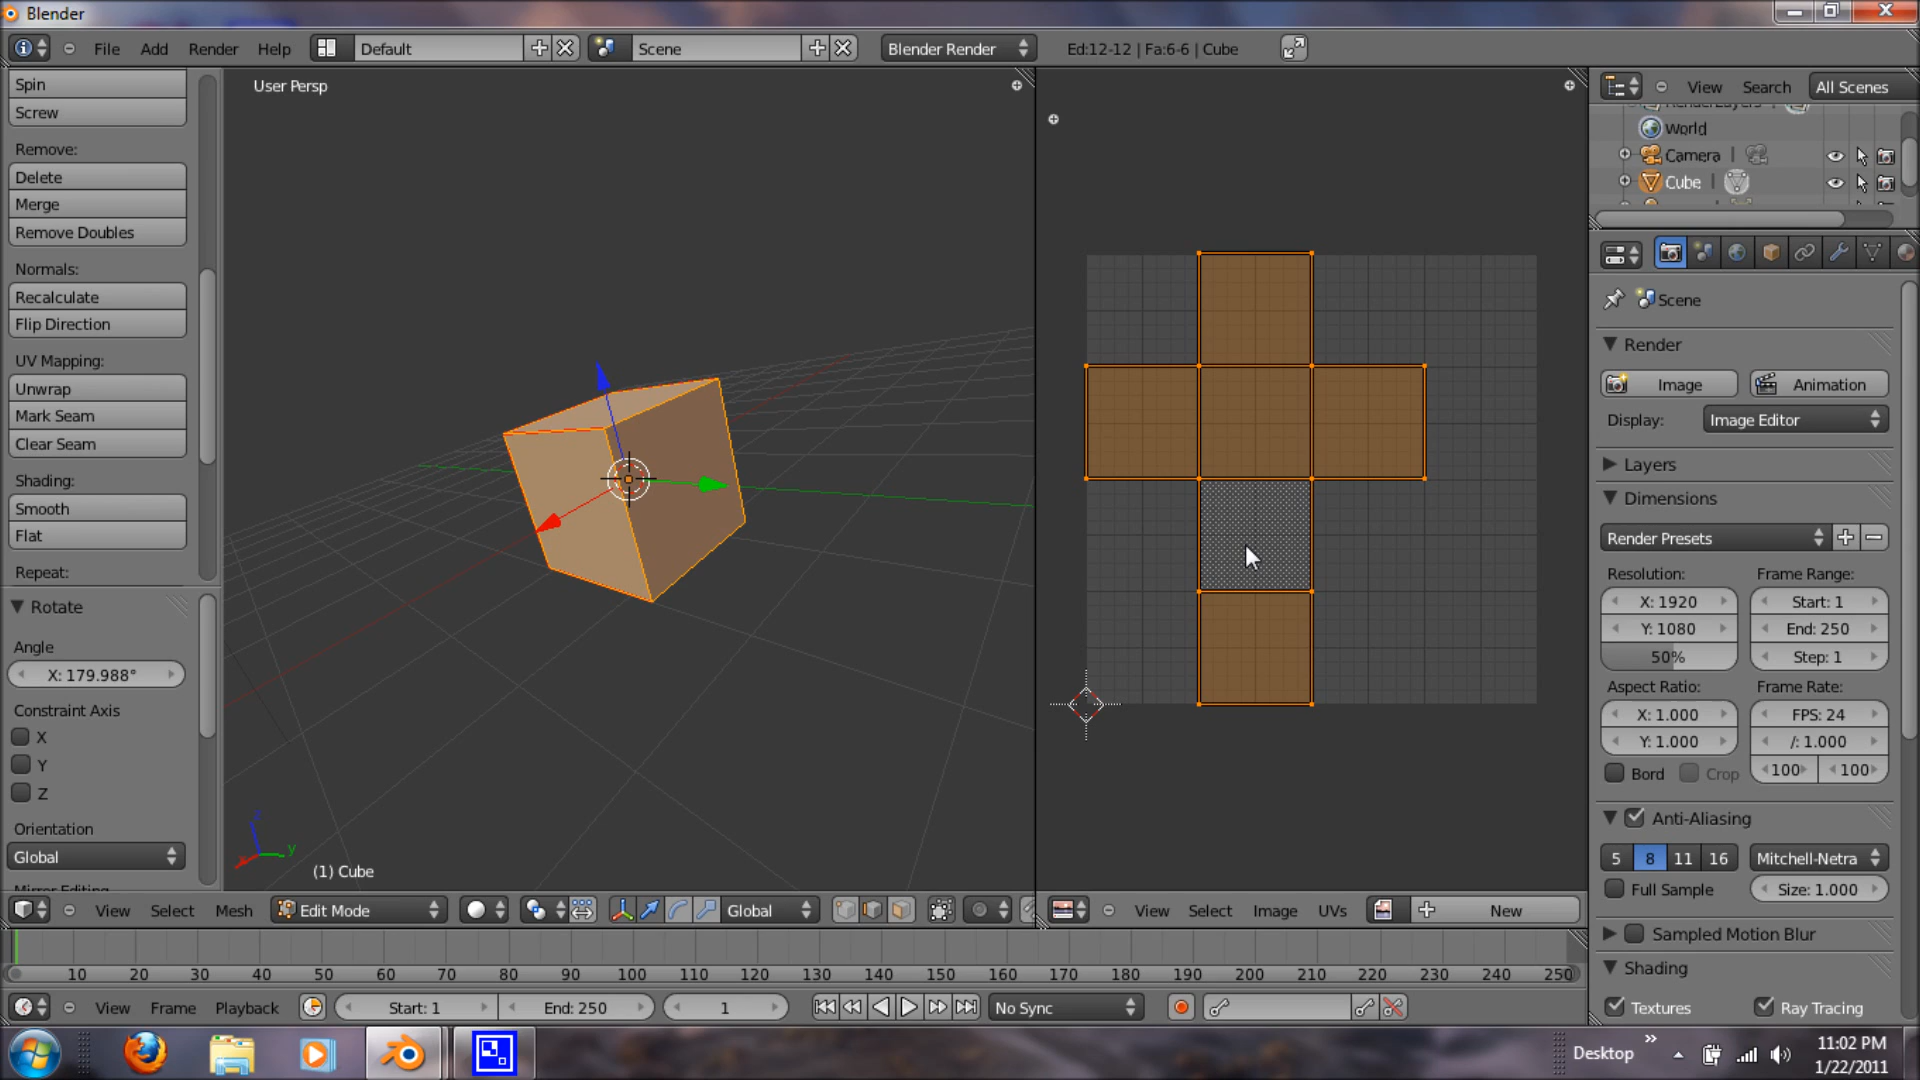 Blender
File Add Render Help Default Scene Blender Render Ed:12-12 | Fa:6-6 | Cube
Spin
Screw
Remove:
Delete
Merge
Remove Doubles
Normals:
Recalculate
Flip Direction
UV Mapping:
Unwrap
Mark Seam
Clear Seam
Shading:
Smooth
Flat
Repeat:
Rotate
Angle
X: 179.988°
Constraint Axis
X
Y
Z
Orientation
Global
Mirror Editing
User Persp
z
y
x
(1) Cube
View Select Mesh Edit Mode Global
View Select Image UVs New
View Search All Scenes
RenderLayers
World
Camera
Cube
Scene
Render
Image Animation
Display: Image Editor
Layers
Dimensions
Render Presets
Resolution: Frame Range:
X: 1920 Start: 1
Y: 1080 End: 250
50% Step: 1
Aspect Ratio: Frame Rate:
X: 1.000 FPS: 24
Y: 1.000 /: 1.000
Bord Crop 100 100
Anti-Aliasing
5 8 11 16 Mitchell-Netra
Full Sample Size: 1.000
Sampled Motion Blur
Shading
Textures Ray Tracing
10 20 30 40 50 60 70 80 90 100 110 120 130 140 150 160 170 180 190 200 210 220 230 240 250
View Frame Playback Start: 1 End: 250 1 No Sync
Desktop
11:02 PM
1/22/2011